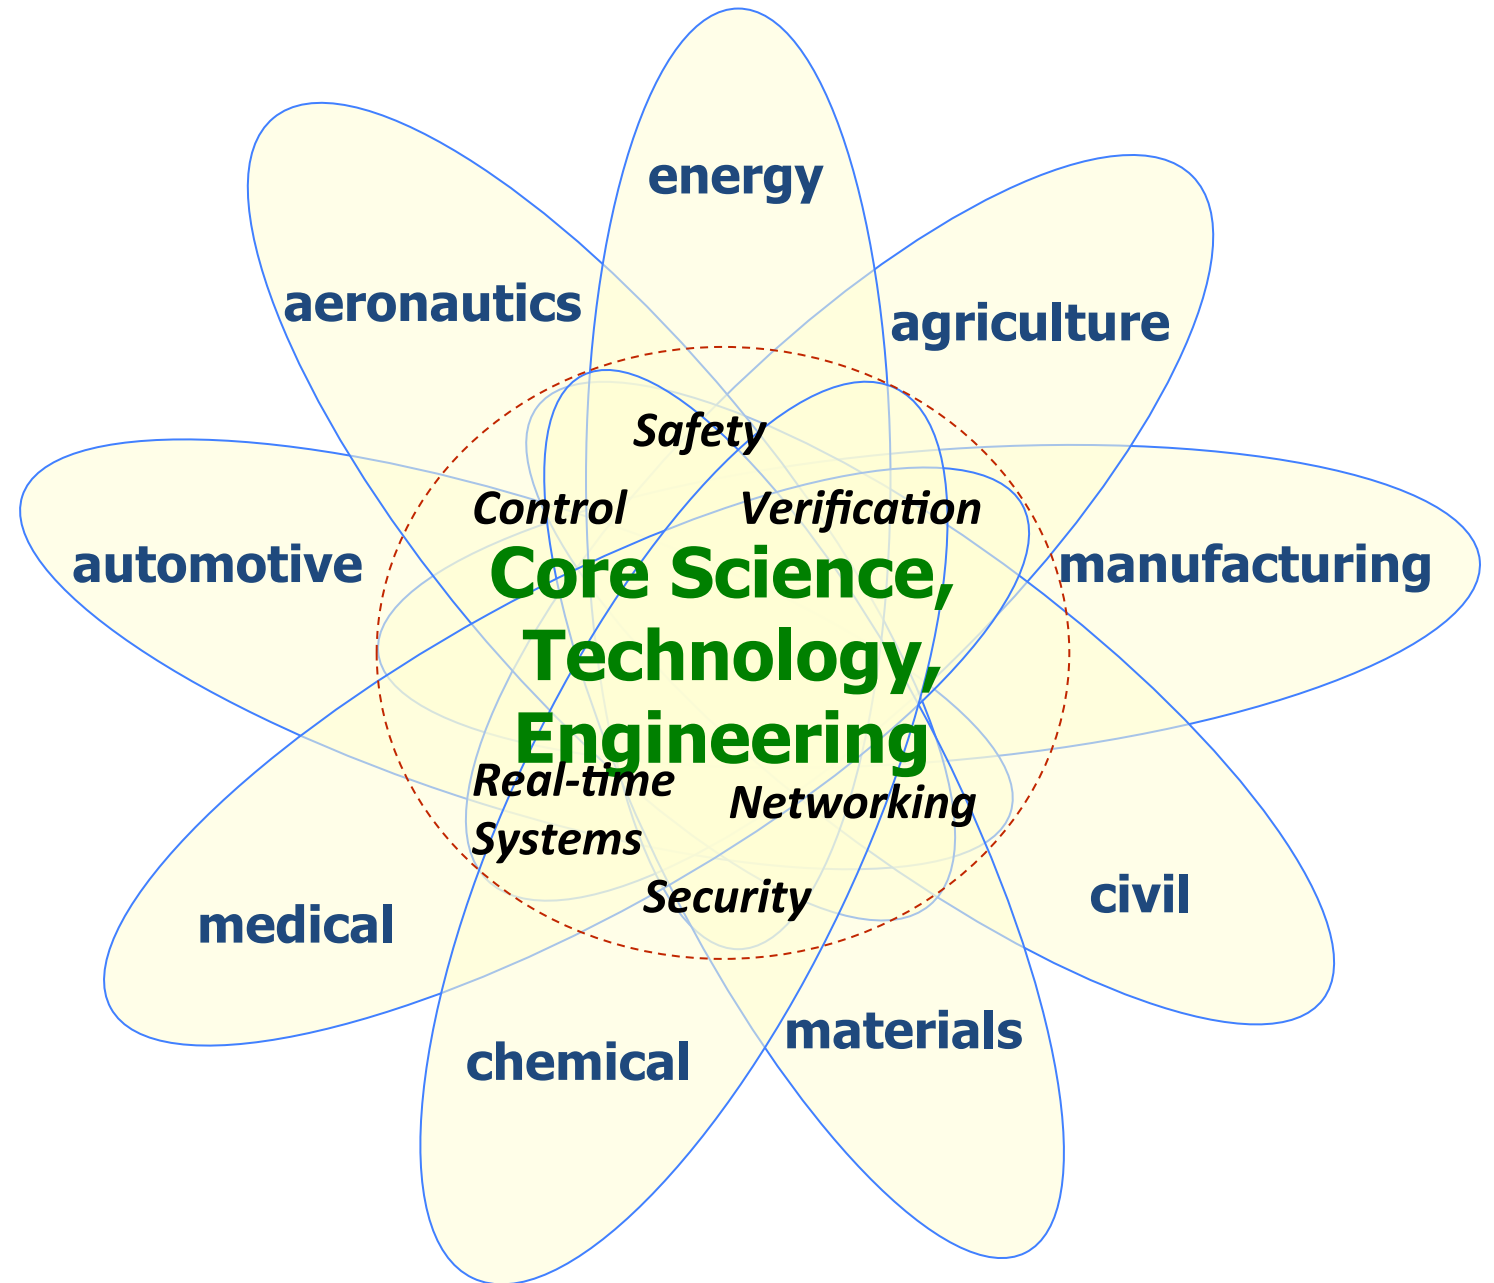 energy
aeronautics
agriculture
Safety
Control
Verification
automotive
manufacturing
Core Science,
Technology,
Engineering
Real-time
Systems
Networking
Security
medical
civil
chemical
materials